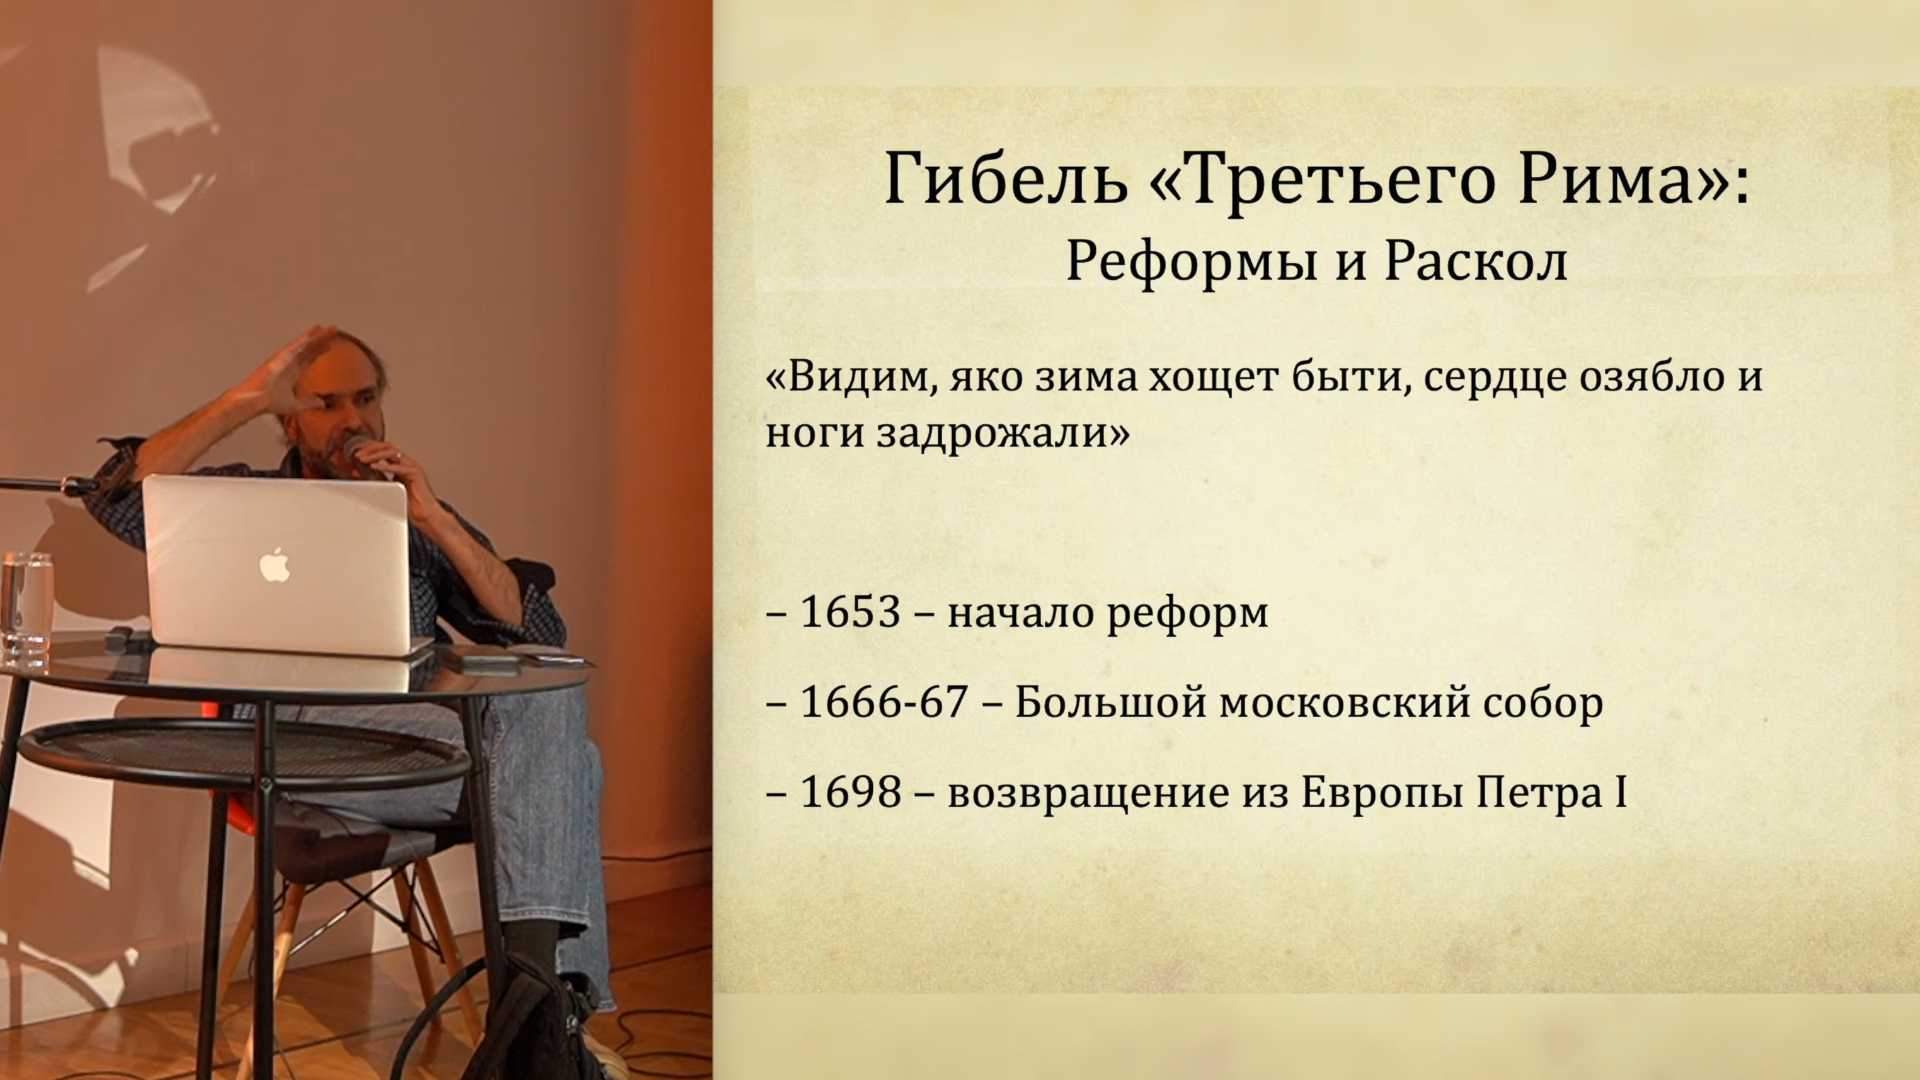 Гибель «Третьего Рима»:
Реформы и Раскол
«Видим, яко зима хощет быти, сердце озябло и
ноги задрожали»
– 1653 – начало реформ
– 1666-67 – Большой московский собор
– 1698 – возвращение из Европы Петра I